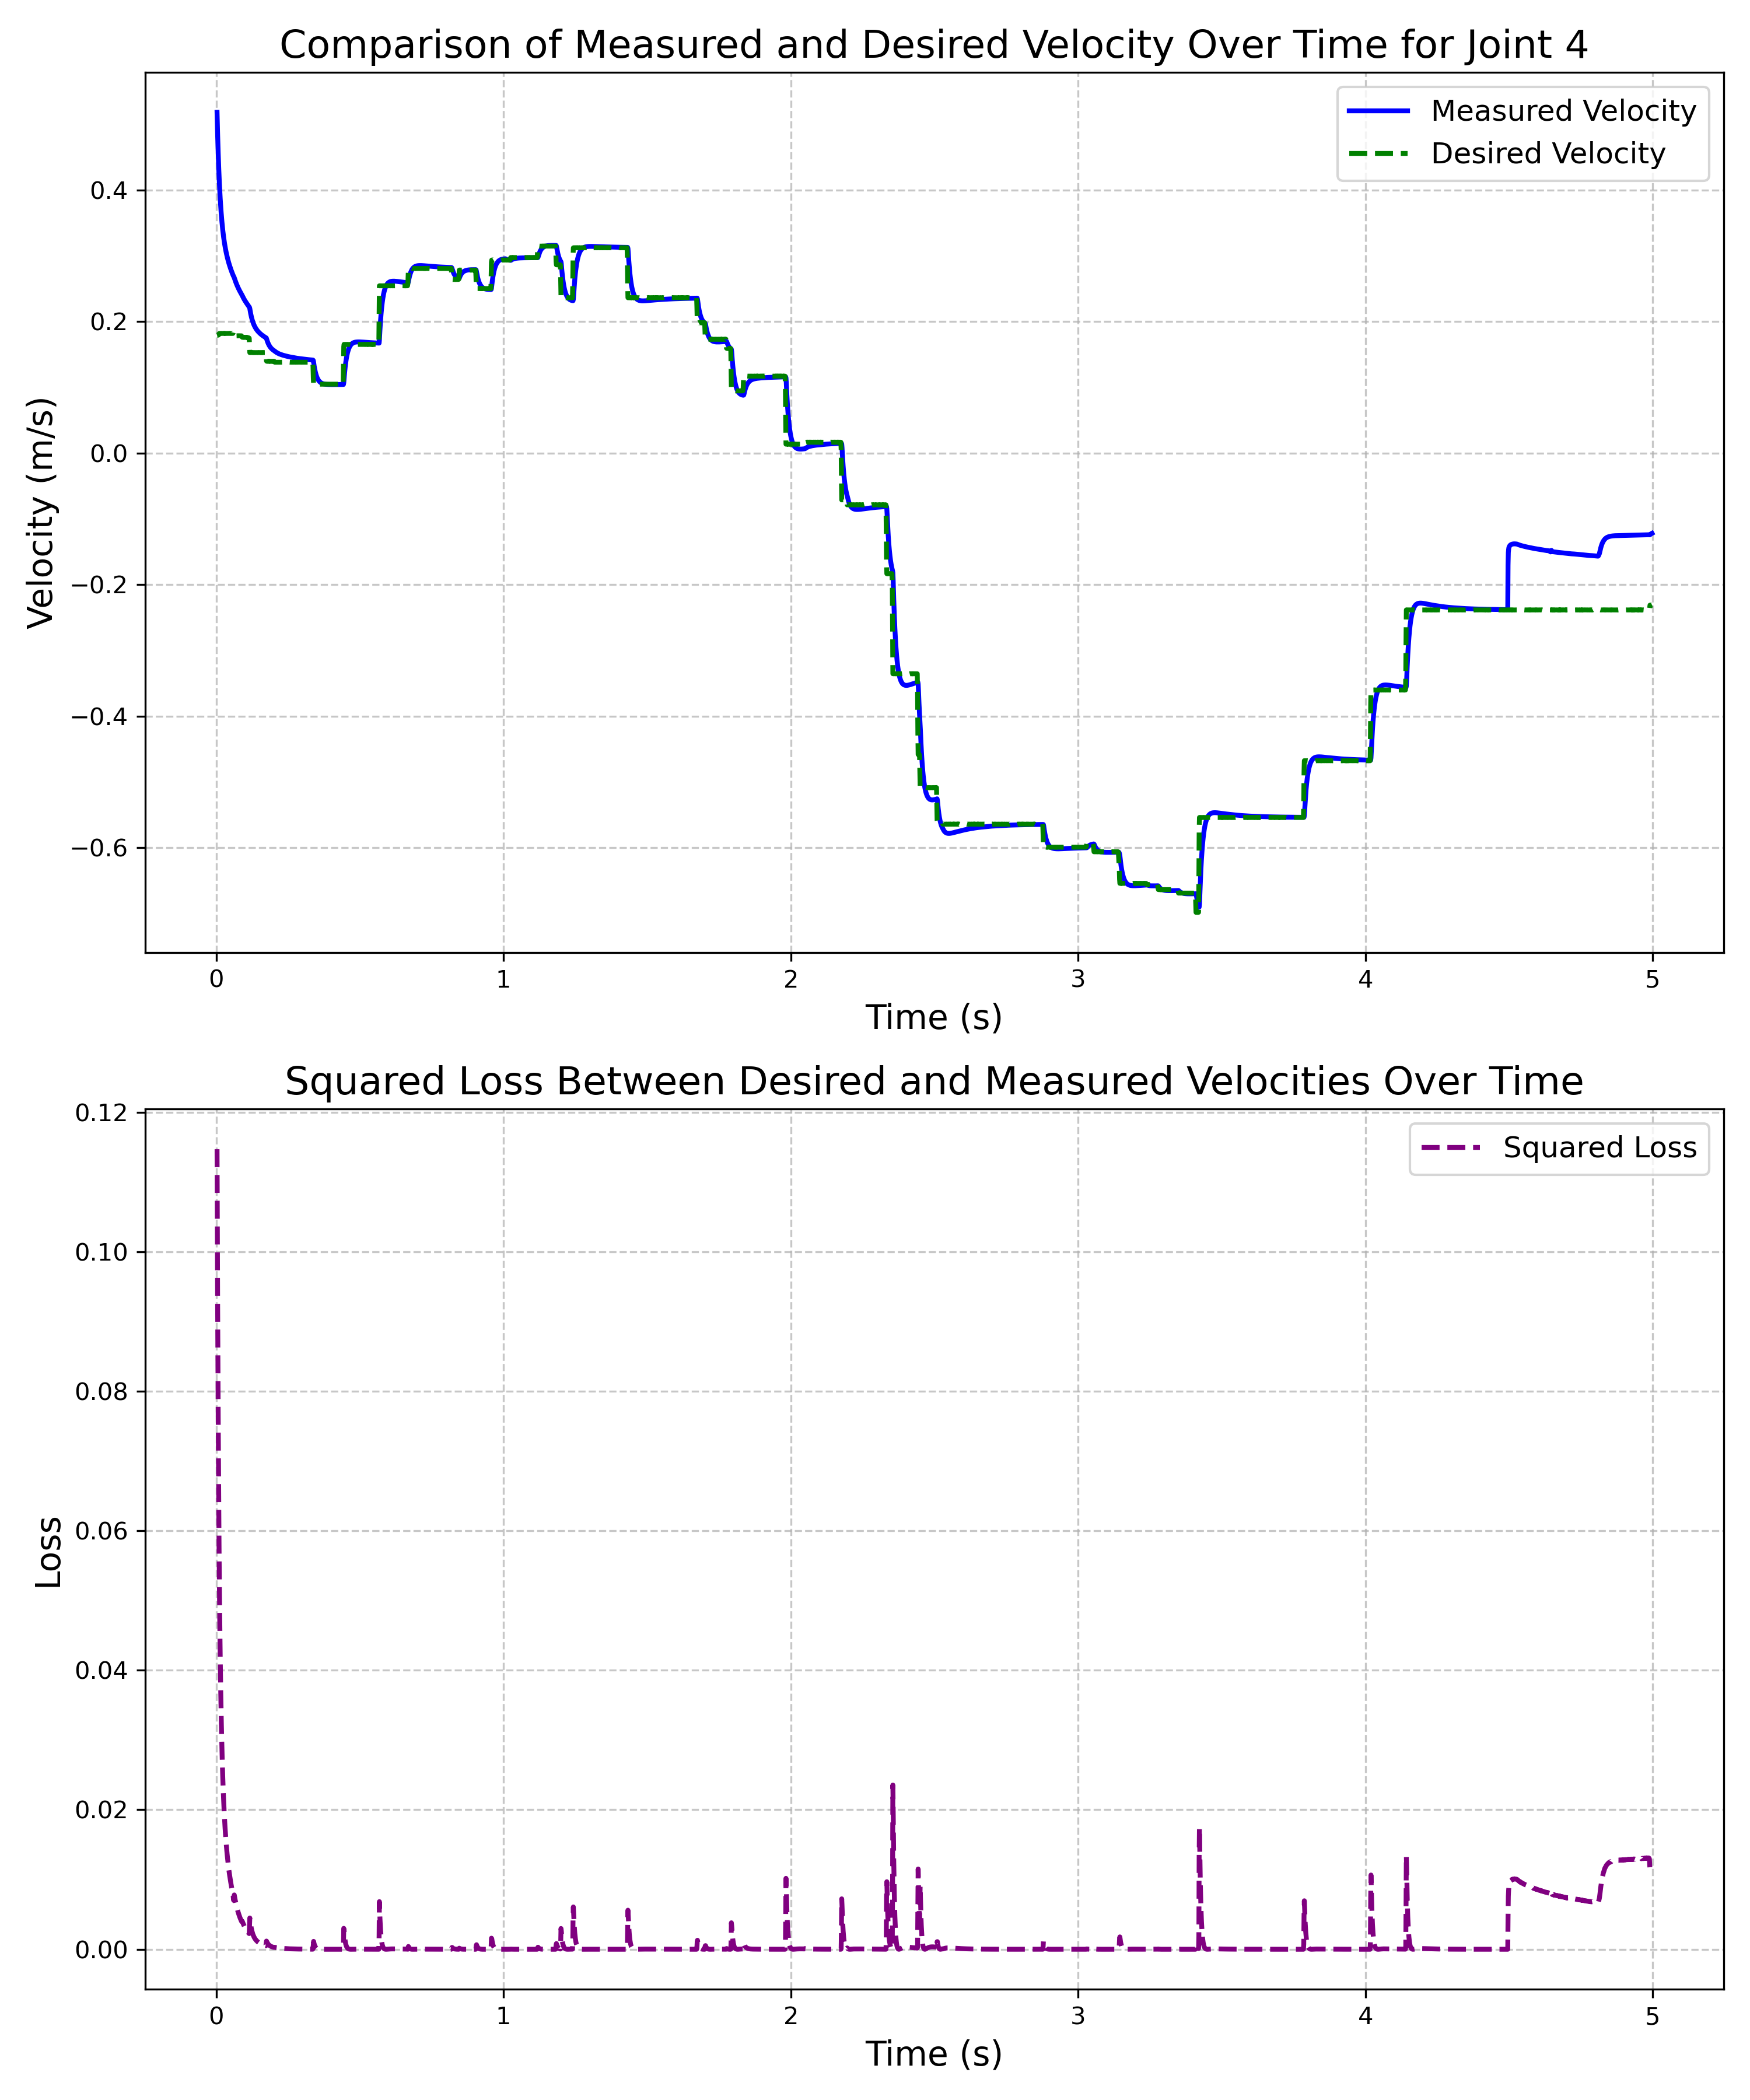 Comparison of Measured and Desired Velocity Over Time for Joint 4
Measured Velocity
Desired Velocity
Velocity (m/s)
0.4
0.2
0.0
−0.2
−0.4
−0.6
0 1 2 3 4 5
Time (s)
Squared Loss Between Desired and Measured Velocities Over Time
Squared Loss
Loss
0.12
0.10
0.08
0.06
0.04
0.02
0.00
0 1 2 3 4 5
Time (s)